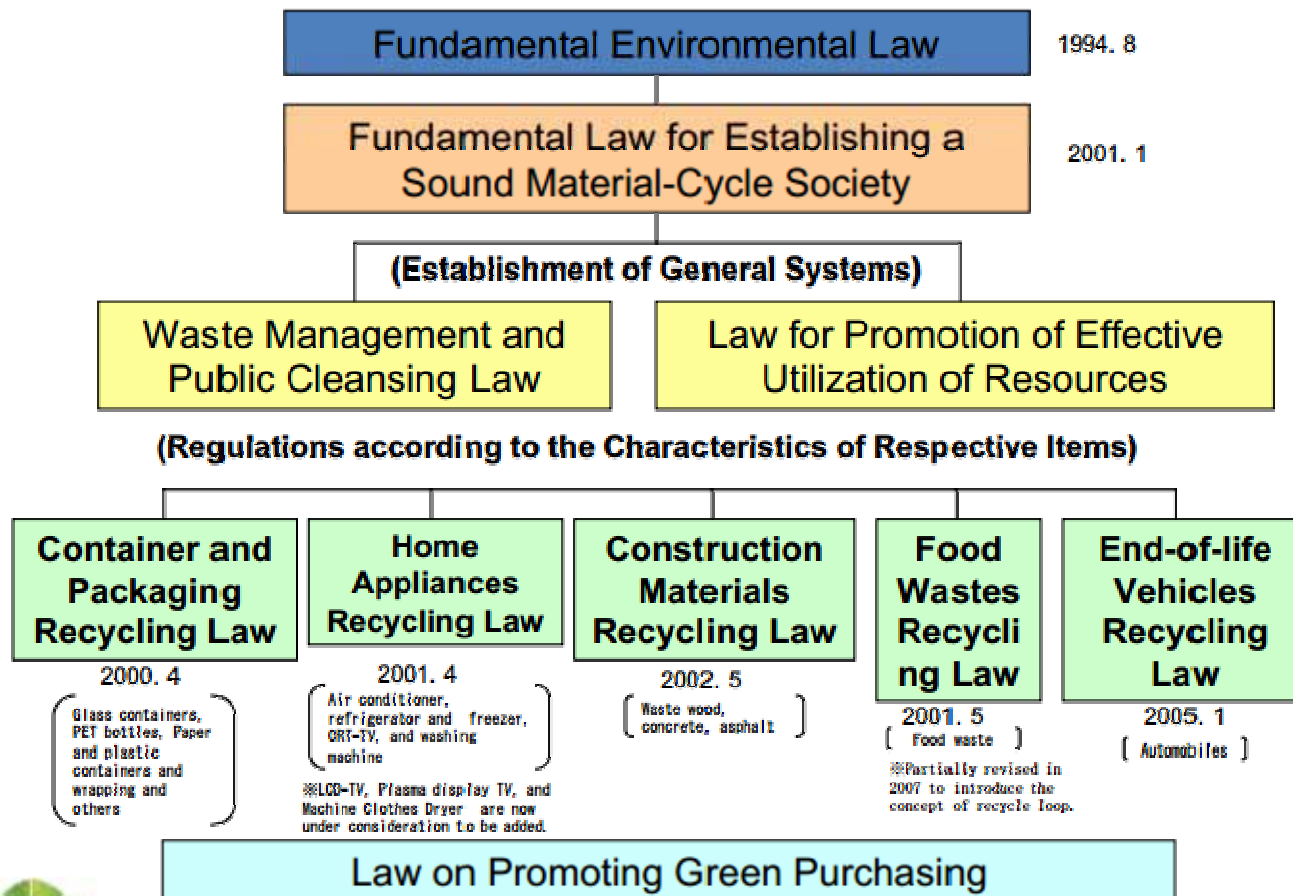 Fundamental Environmental Law
1994. 8
Fundamental Law for Establishing a
Sound Material-Cycle Society
2001. 1
(Establishment of General Systems)
Waste Management and
Public Cleansing Law
Law for Promotion of Effective
Utilization of Resources
(Regulations according to the Characteristics of Respective Items)
Container and
Packaging
Recycling Law
2000. 4
Glass containers,
PET bottles, Paper
and plastic
containers and
wrapping and
others
Home
Appliances
Recycling Law
2001. 4
Air conditioner,
refrigerator and freezer,
CRT-TV, and washing
machine
※LCD-TV, Plasma display TV, and
Machine Clothes Dryer are now
under consideration to be added.
Construction
Materials
Recycling Law
2002. 5
Waste wood,
concrete, asphalt
Food
Wastes
Recycli
ng Law
2001. 5
[ Food waste ]
※Partially revised in
2007 to introduce the
concept of recycle loop.
End-of-life
Vehicles
Recycling
Law
2005. 1
[ Automobiles ]
Law on Promoting Green Purchasing